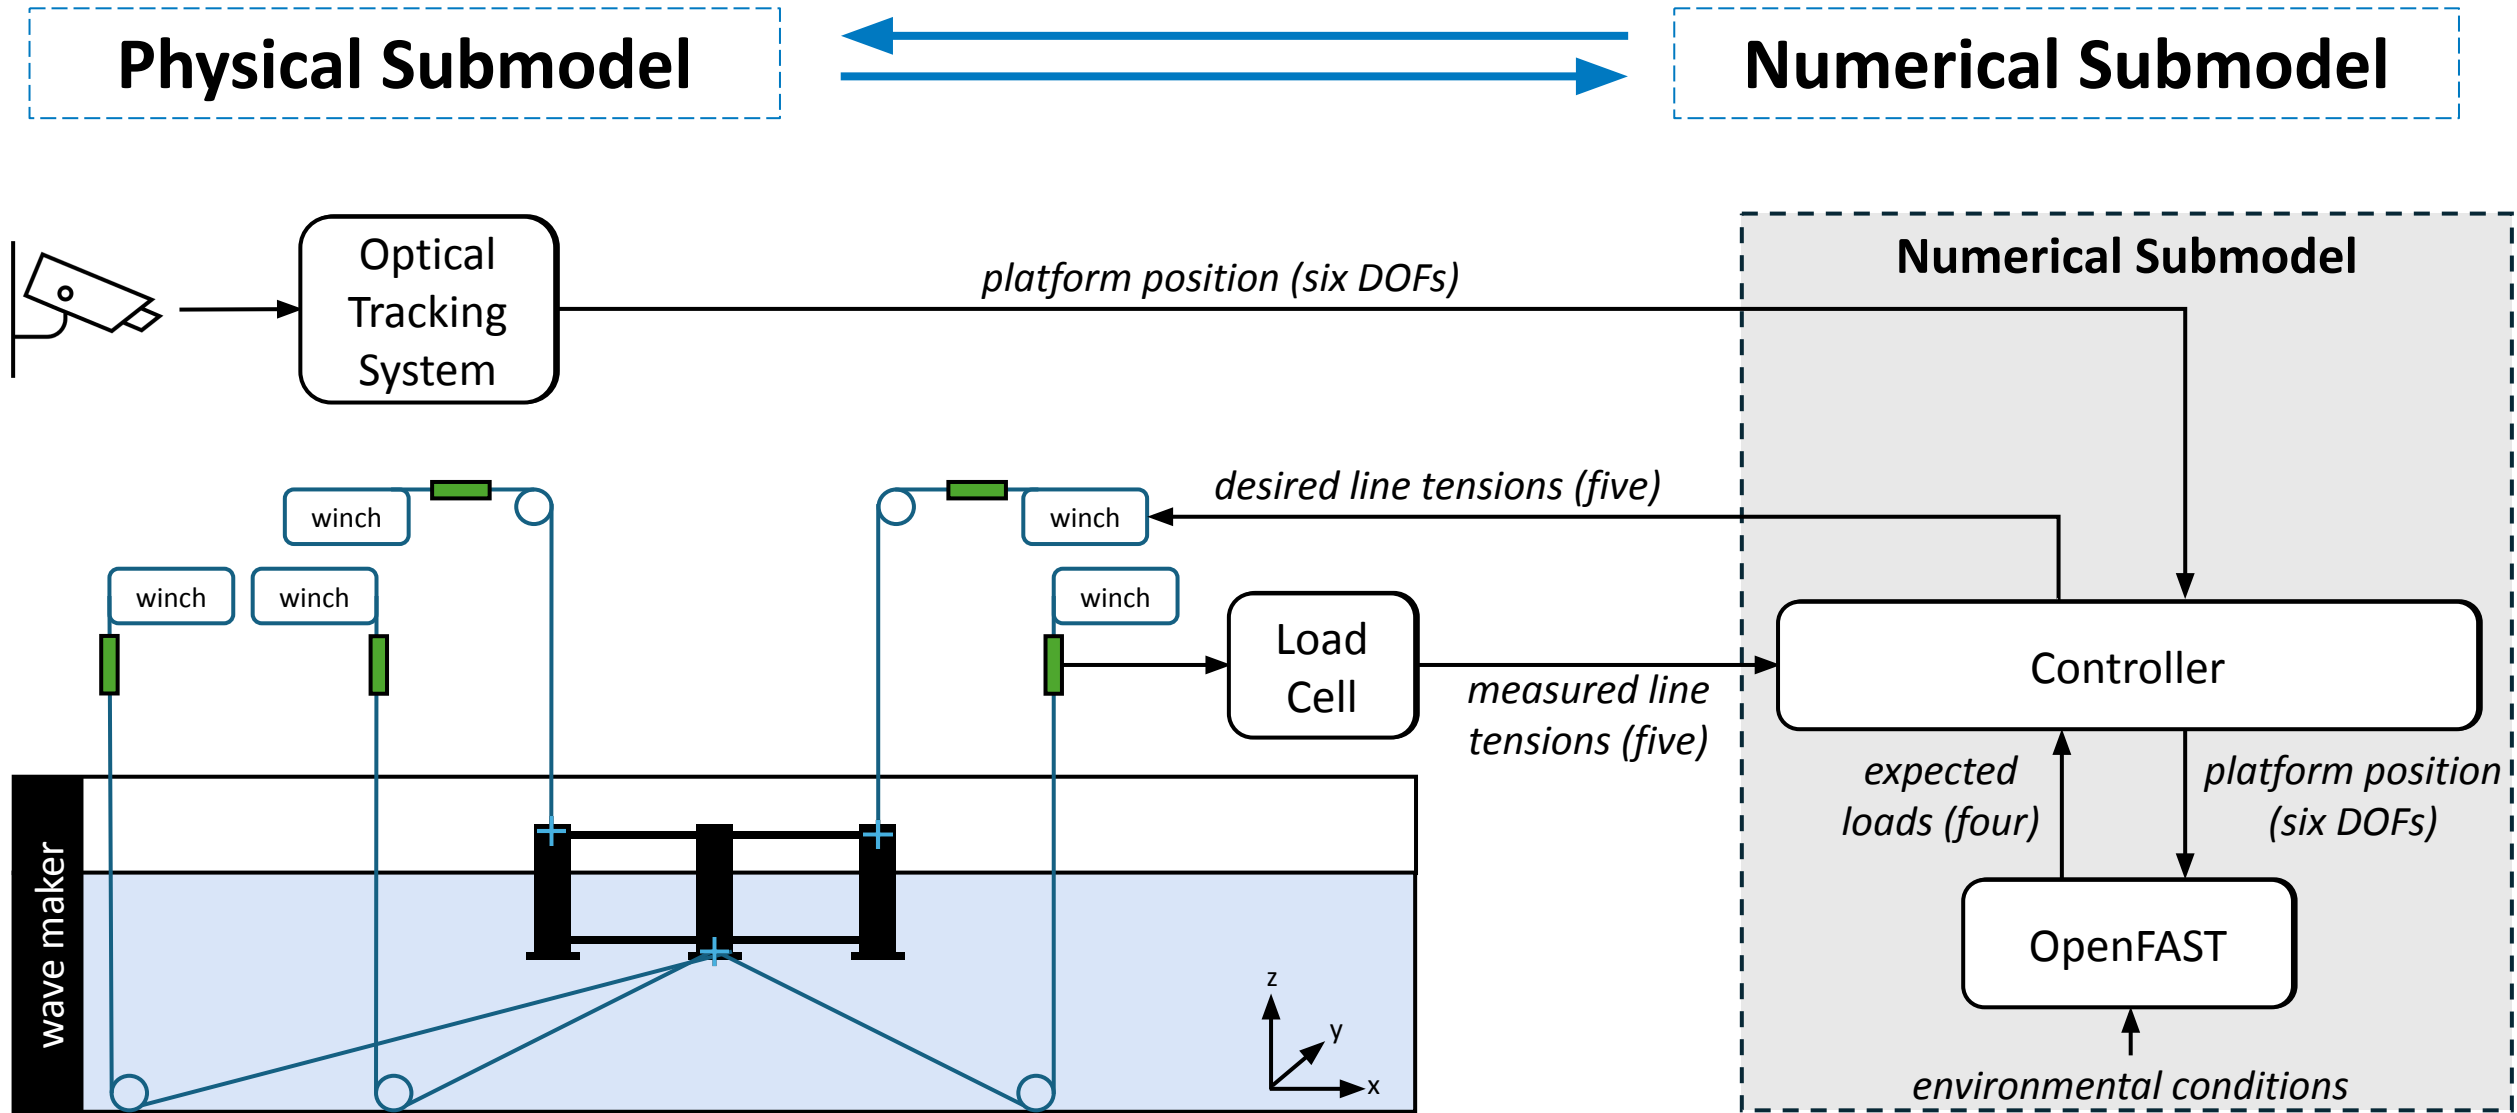 Physical Submodel
Numerical Submodel
Optical
Tracking
System
platform position (six DOFs)
Numerical Submodel
winch
winch
desired line tensions (five)
winch
winch
winch
Load
Cell
measured line
tensions (five)
Controller
expected
loads (four)
platform position
(six DOFs)
OpenFAST
environmental conditions
wave maker
z
y
x